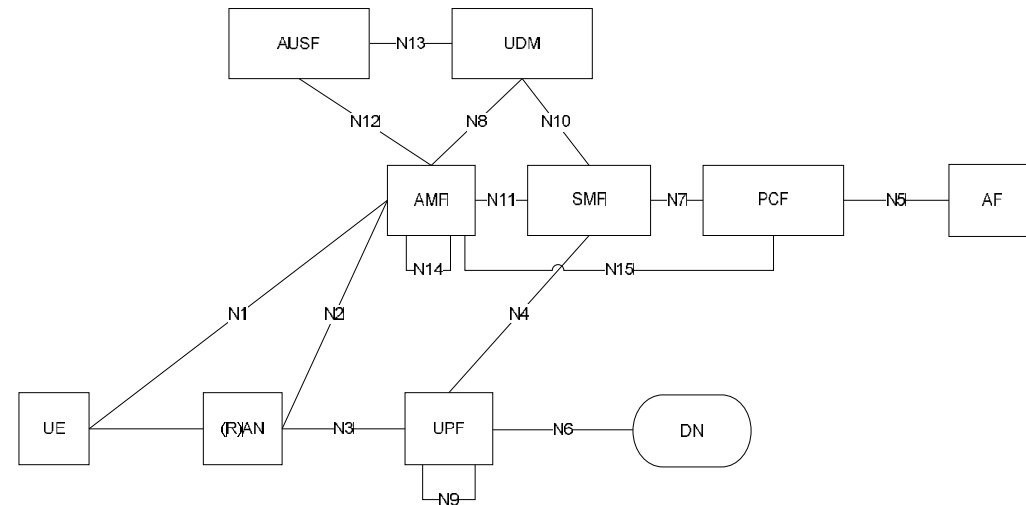 AUSF N13 UDM
N12 N8 N10
AMF N11 SMF N7 PCF N5 AF
N14 N15
N1 N2 N4
UE (R)AN N3 UPF N6 DN
N9